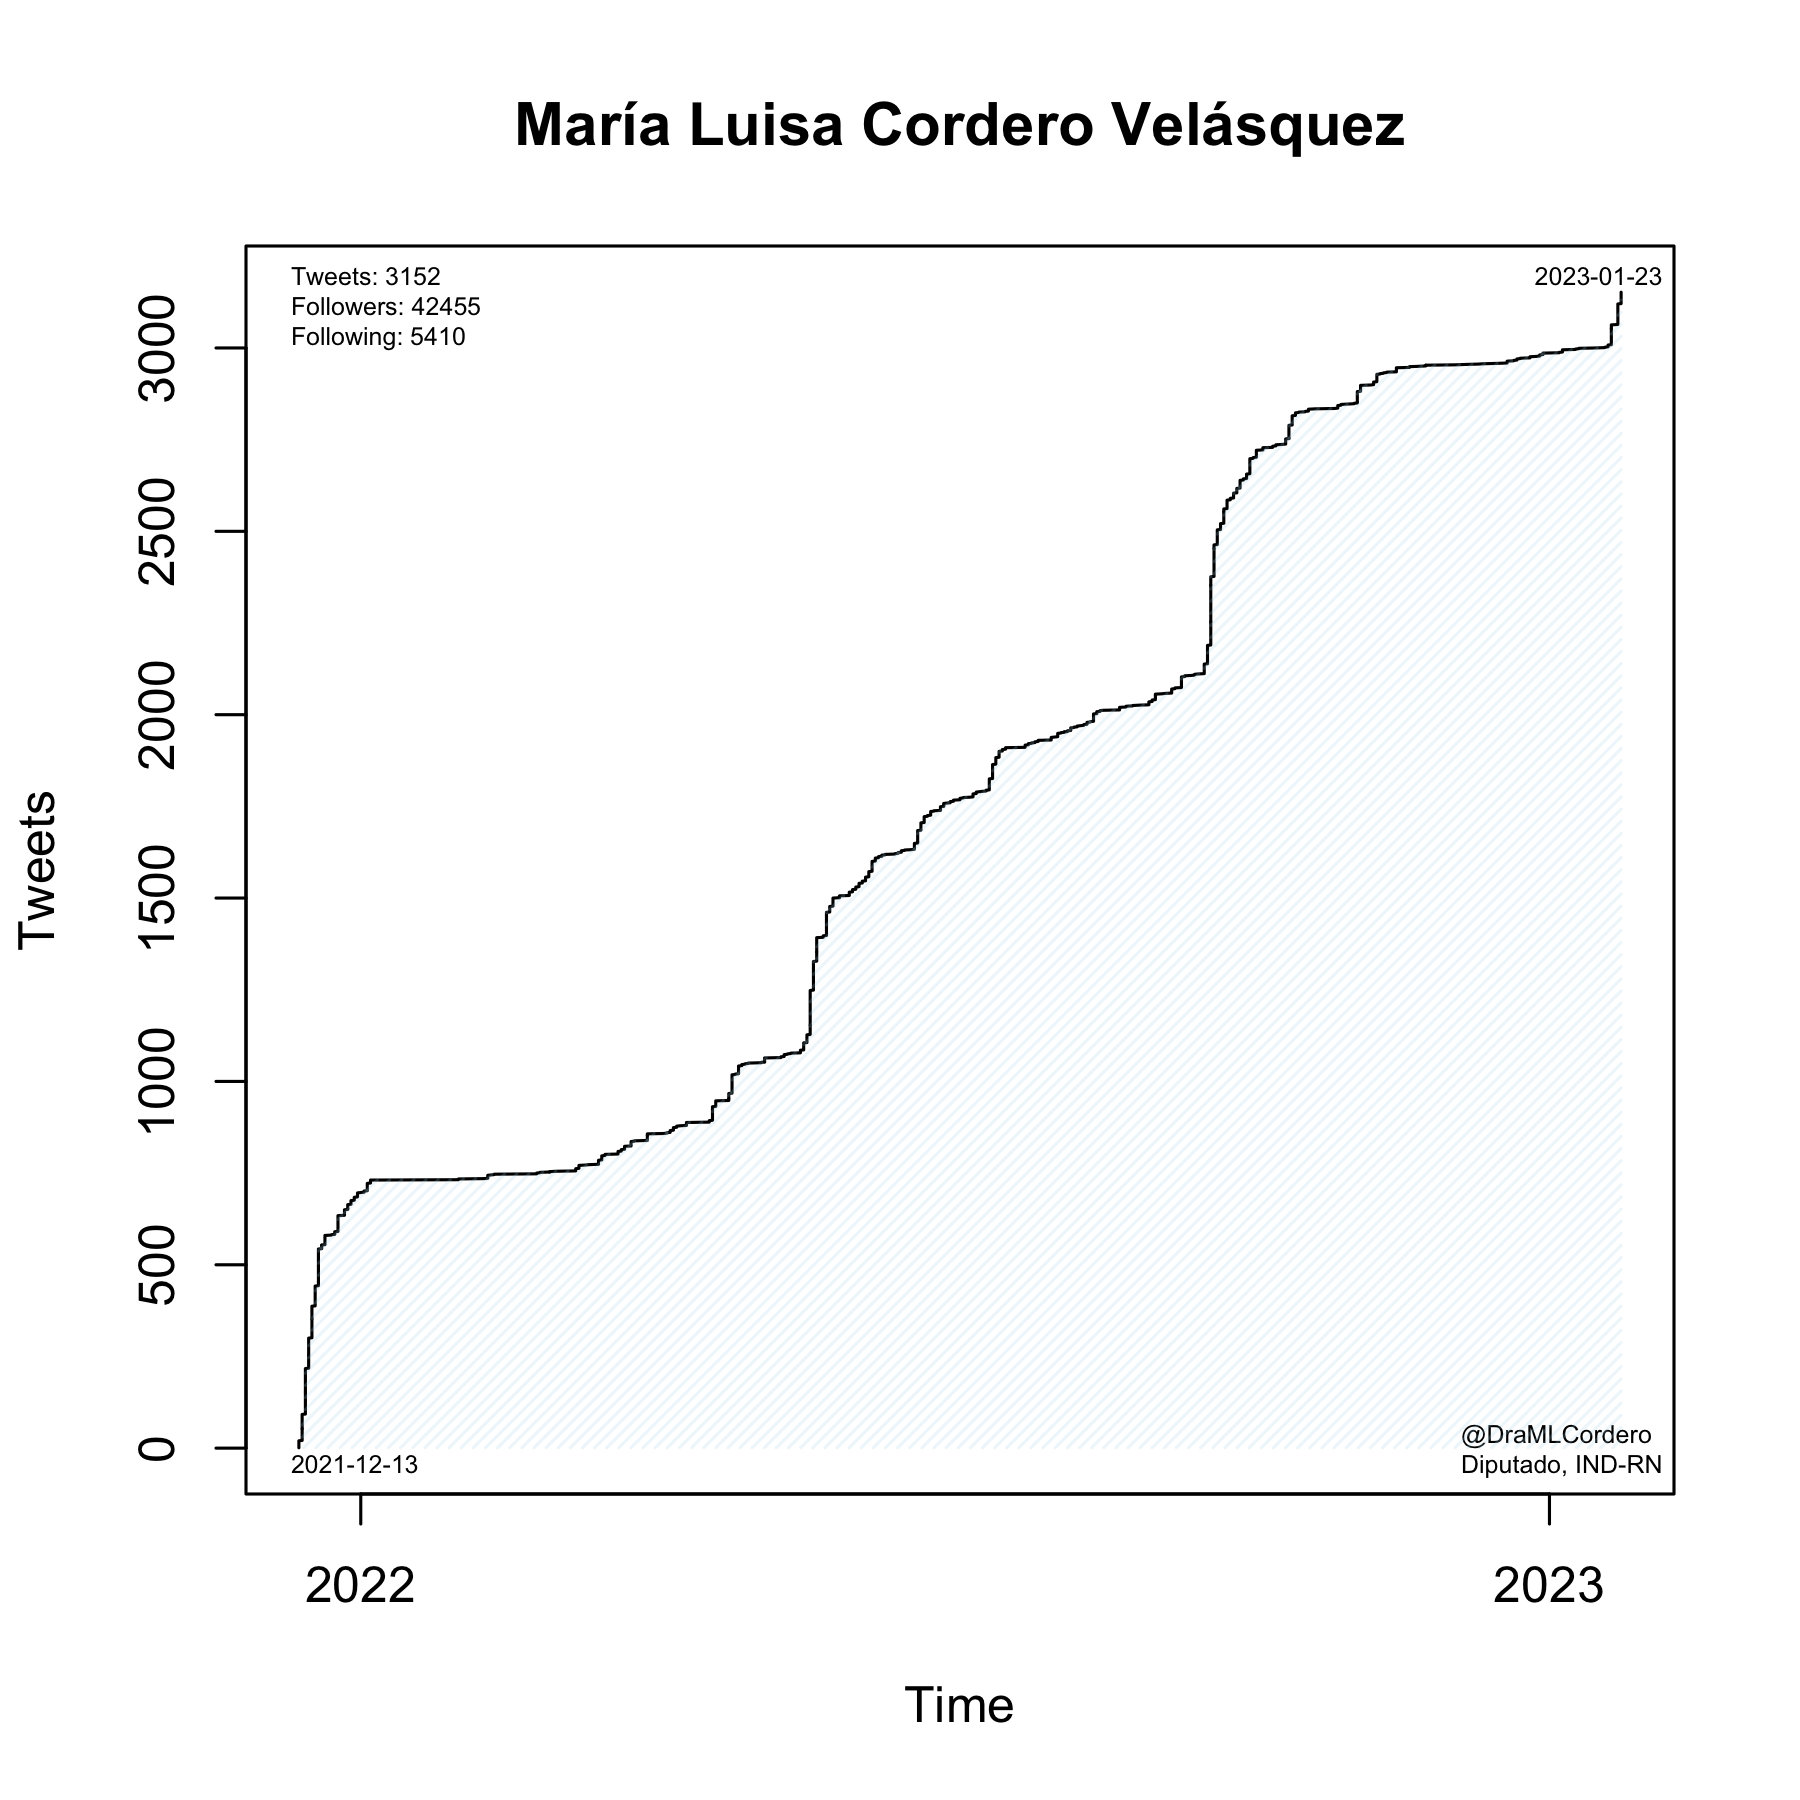 María Luisa Cordero Velásquez
Tweets: 3152
Followers: 42455
Following: 5410
2023-01-23
3000
2500
2000
1500
1000
500
0
Tweets
2021-12-13
@DraMLCordero
Diputado, IND-RN
2022
2023
Time